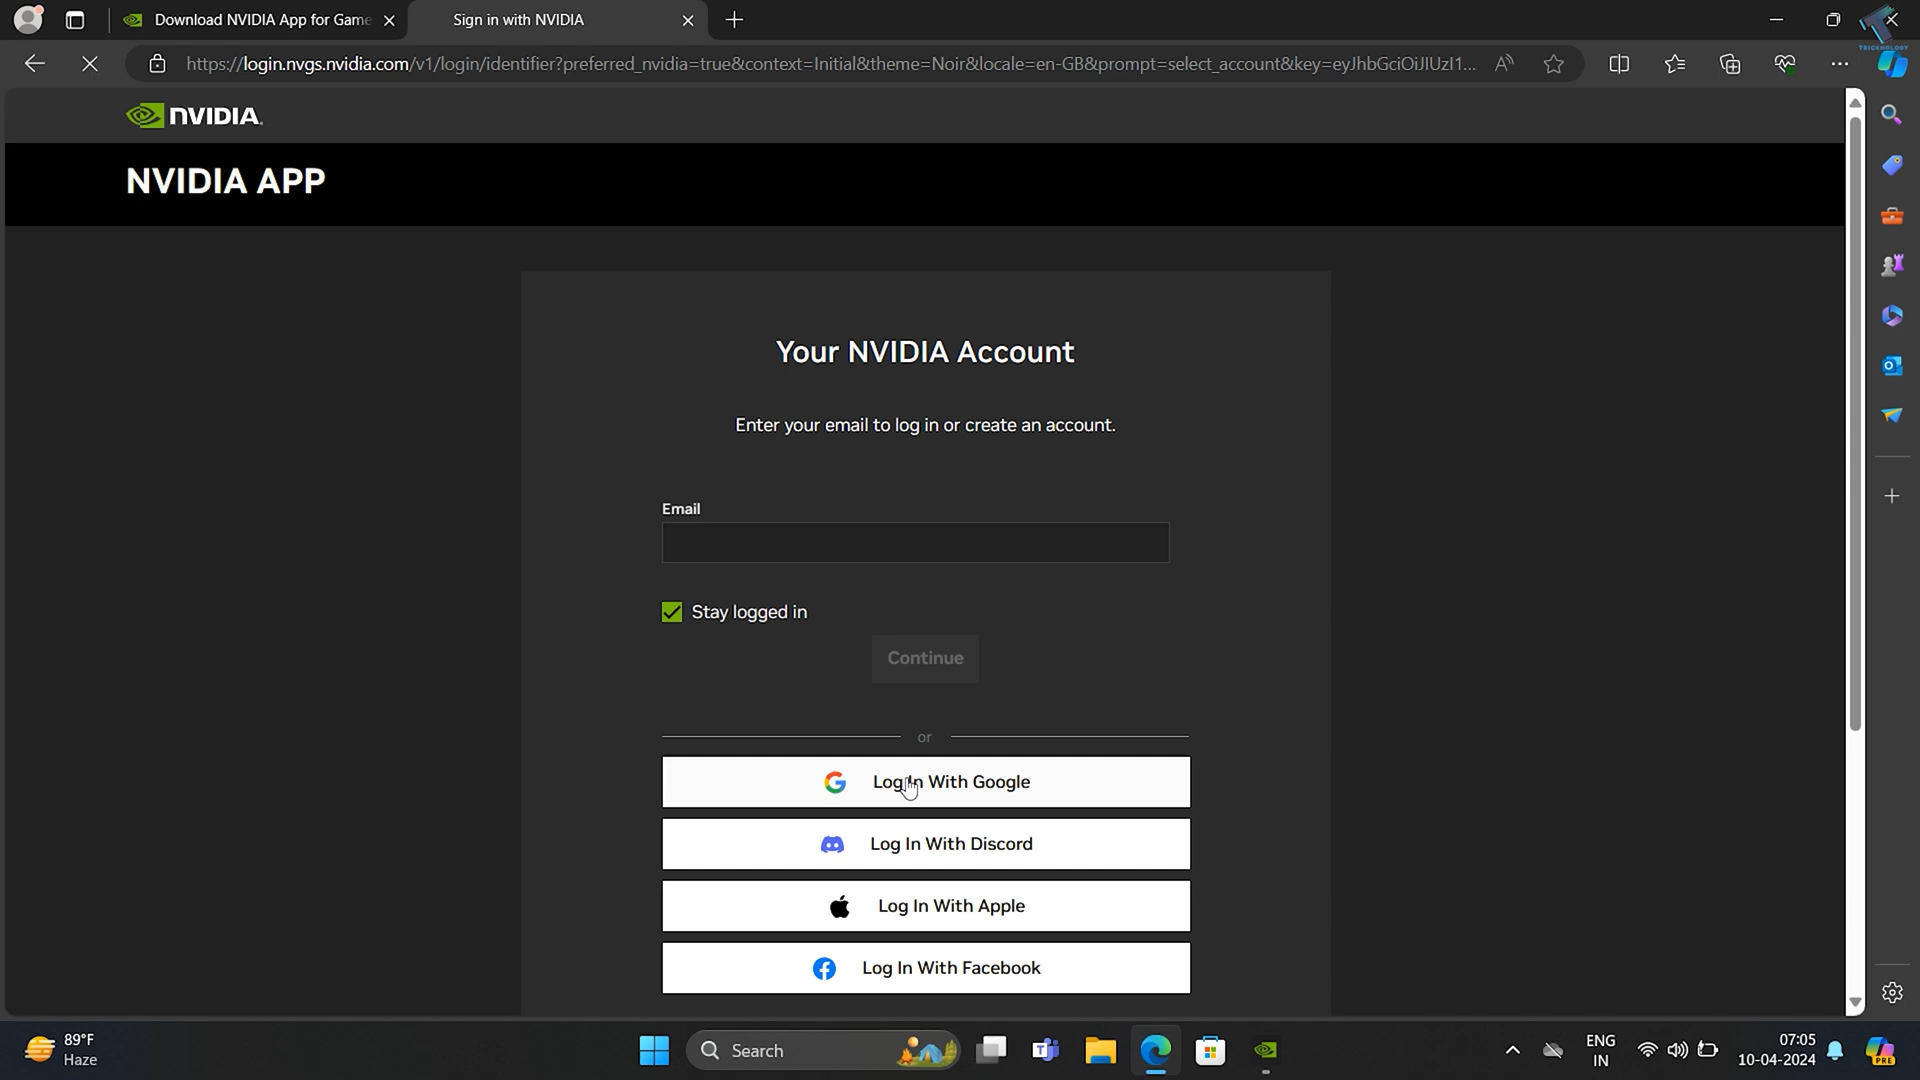 Download NVIDIA App for Game
Sign in with NVIDIA
TRICKNOLOGY
https://login.nvgs.nvidia.com/v1/login/identifier?preferred_nvidia=true&context=Initial&theme=Noir&locale=en-GB&prompt=select_account&key=eyJhbGciOiJIUzI1...
NVIDIA.
NVIDIA APP
Your NVIDIA Account
Enter your email to log in or create an account.
Email
Stay logged in
Continue
or
Log In With Google
Log In With Discord
Log In With Apple
Log In With Facebook
89°F
Haze
Search
ENG
IN
07:05
10-04-2024
PRE